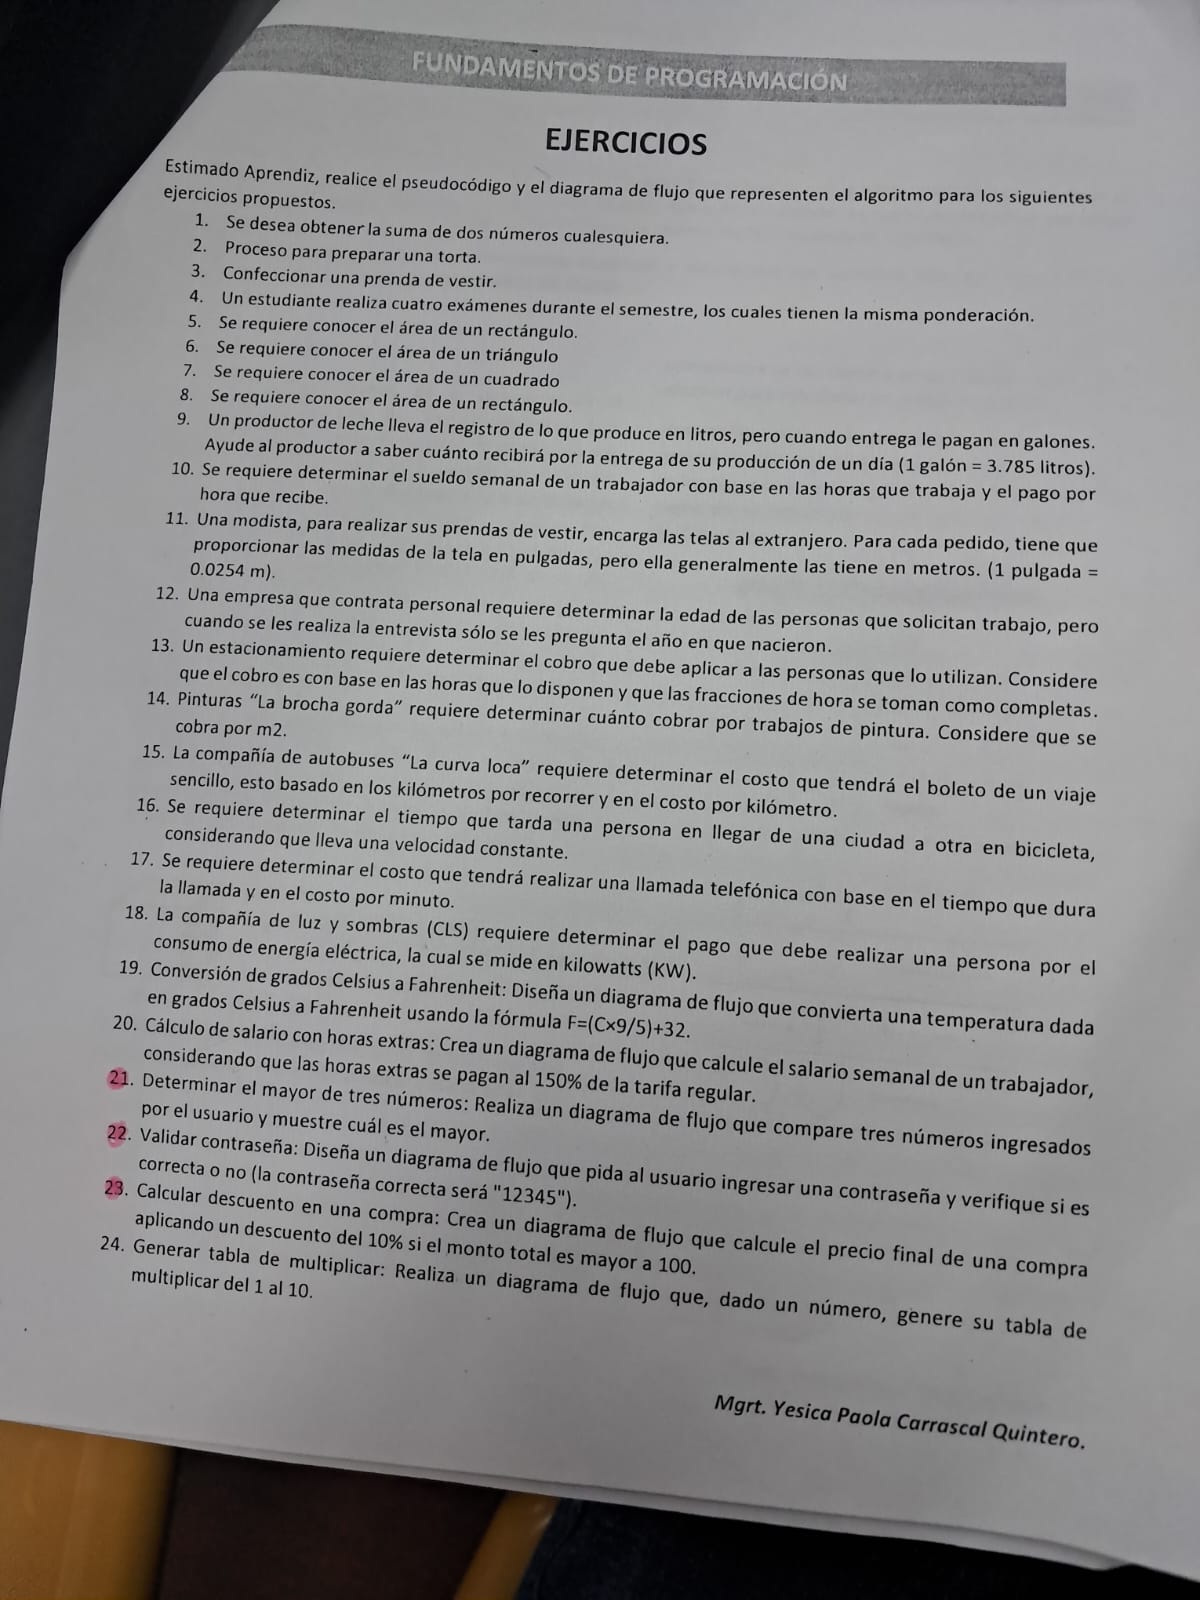 FUNDAMENTOS DE PROGRAMACIÓN
EJERCICIOS
Estimado Aprendiz, realice el pseudocódigo y el diagrama de flujo que representen el algoritmo para los siguientes
ejercicios propuestos.
1. Se desea obtener la suma de dos números cualesquiera.
2. Proceso para preparar una torta.
3. Confeccionar una prenda de vestir.
4. Un estudiante realiza cuatro exámenes durante el semestre, los cuales tienen la misma ponderación.
5. Se requiere conocer el área de un rectángulo.
6. Se requiere conocer el área de un triángulo
7. Se requiere conocer el área de un cuadrado
8. Se requiere conocer el área de un rectángulo.
9. Un productor de leche lleva el registro de lo que produce en litros, pero cuando entrega le pagan en galones.
Ayude al productor a saber cuánto recibirá por la entrega de su producción de un día (1 galón = 3.785 litros).
10. Se requiere determinar el sueldo semanal de un trabajador con base en las horas que trabaja y el pago por
hora que recibe.
11. Una modista, para realizar sus prendas de vestir, encarga las telas al extranjero. Para cada pedido, tiene que
proporcionar las medidas de la tela en pulgadas, pero ella generalmente las tiene en metros. (1 pulgada =
0.0254 m).
12. Una empresa que contrata personal requiere determinar la edad de las personas que solicitan trabajo, pero
cuando se les realiza la entrevista sólo se les pregunta el año en que nacieron.
13. Un estacionamiento requiere determinar el cobro que debe aplicar a las personas que lo utilizan. Considere
que el cobro es con base en las horas que lo disponen y que las fracciones de hora se toman como completas.
14. Pinturas “La brocha gorda” requiere determinar cuánto cobrar por trabajos de pintura. Considere que se
cobra por m2.
15. La compañía de autobuses “La curva loca” requiere determinar el costo que tendrá el boleto de un viaje
sencillo, esto basado en los kilómetros por recorrer y en el costo por kilómetro.
16. Se requiere determinar el tiempo que tarda una persona en llegar de una ciudad a otra en bicicleta,
considerando que lleva una velocidad constante.
17. Se requiere determinar el costo que tendrá realizar una llamada telefónica con base en el tiempo que dura
la llamada y en el costo por minuto.
18. La compañía de luz y sombras (CLS) requiere determinar el pago que debe realizar una persona por el
consumo de energía eléctrica, la cual se mide en kilowatts (KW).
19. Conversión de grados Celsius a Fahrenheit: Diseña un diagrama de flujo que convierta una temperatura dada
en grados Celsius a Fahrenheit usando la fórmula F=(C×9/5)+32.
20. Cálculo de salario con horas extras: Crea un diagrama de flujo que calcule el salario semanal de un trabajador,
considerando que las horas extras se pagan al 150% de la tarifa regular.
21. Determinar el mayor de tres números: Realiza un diagrama de flujo que compare tres números ingresados
por el usuario y muestre cuál es el mayor.
22. Validar contraseña: Diseña un diagrama de flujo que pida al usuario ingresar una contraseña y verifique si es
correcta o no (la contraseña correcta será "12345").
23. Calcular descuento en una compra: Crea un diagrama de flujo que calcule el precio final de una compra
aplicando un descuento del 10% si el monto total es mayor a 100.
24. Generar tabla de multiplicar: Realiza un diagrama de flujo que, dado un número, genere su tabla de
multiplicar del 1 al 10.
Mgrt. Yesica Paola Carrascal Quintero.